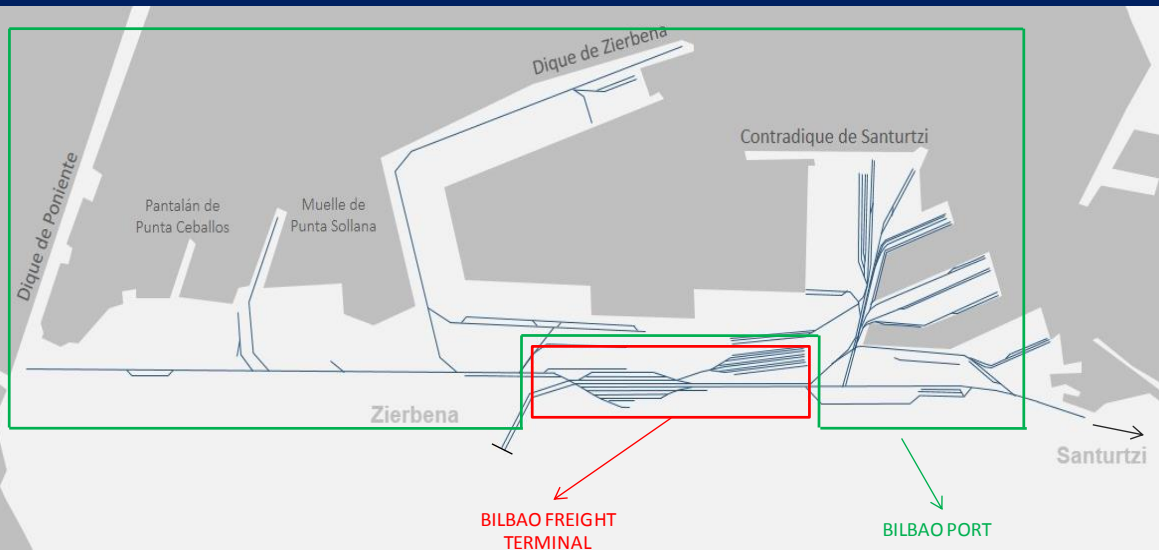 Dique de Zierbena
Contradique de Santurtzi
Dique de Poniente
Pantalán de
Punta Ceballos
Muelle de
Punta Sollana
Zierbena
Santurtzi
BILBAO FREIGHT
TERMINAL
BILBAO PORT